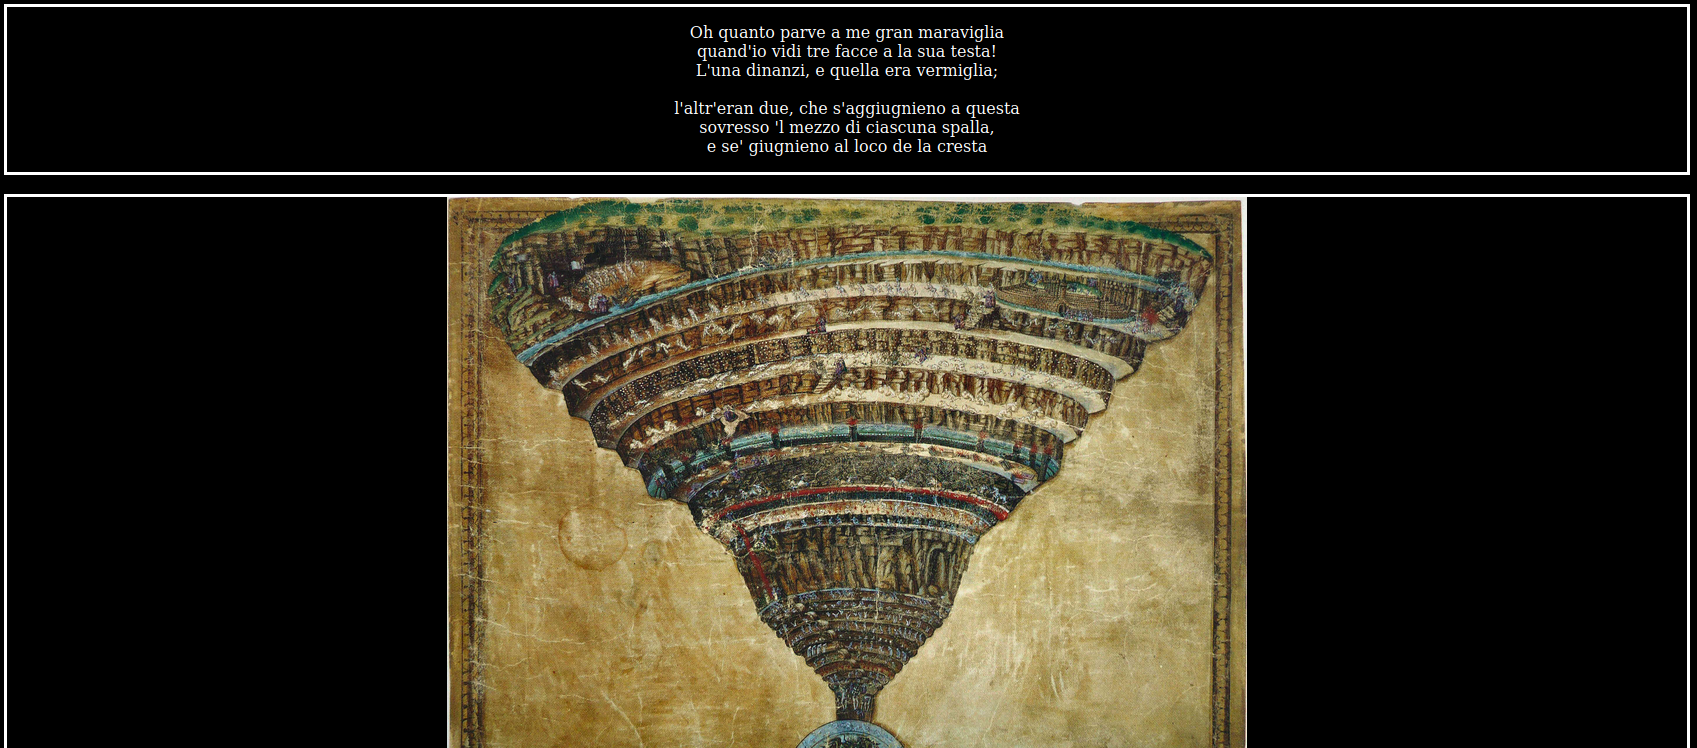 Oh quanto parve a me gran maraviglia
quand'io vidi tre facce a la sua testa!
L'una dinanzi, e quella era vermiglia;
l'altr'eran due, che s'aggiugnieno a questa
sovresso 'l mezzo di ciascuna spalla,
e se' giugnieno al loco de la cresta